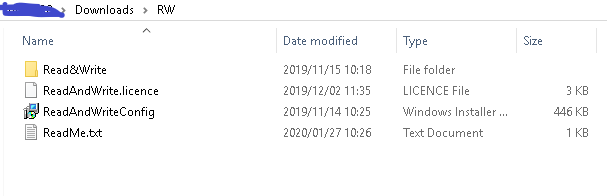 > Downloads > RW
Name Date modified Type Size
Read&Write 2019/11/15 10:18 File folder
ReadAndWrite.licence 2019/12/02 11:35 LICENCE File 3 KB
ReadAndWriteConfig 2019/11/14 10:25 Windows Installer ... 446 KB
ReadMe.txt 2020/01/27 10:26 Text Document 1 KB